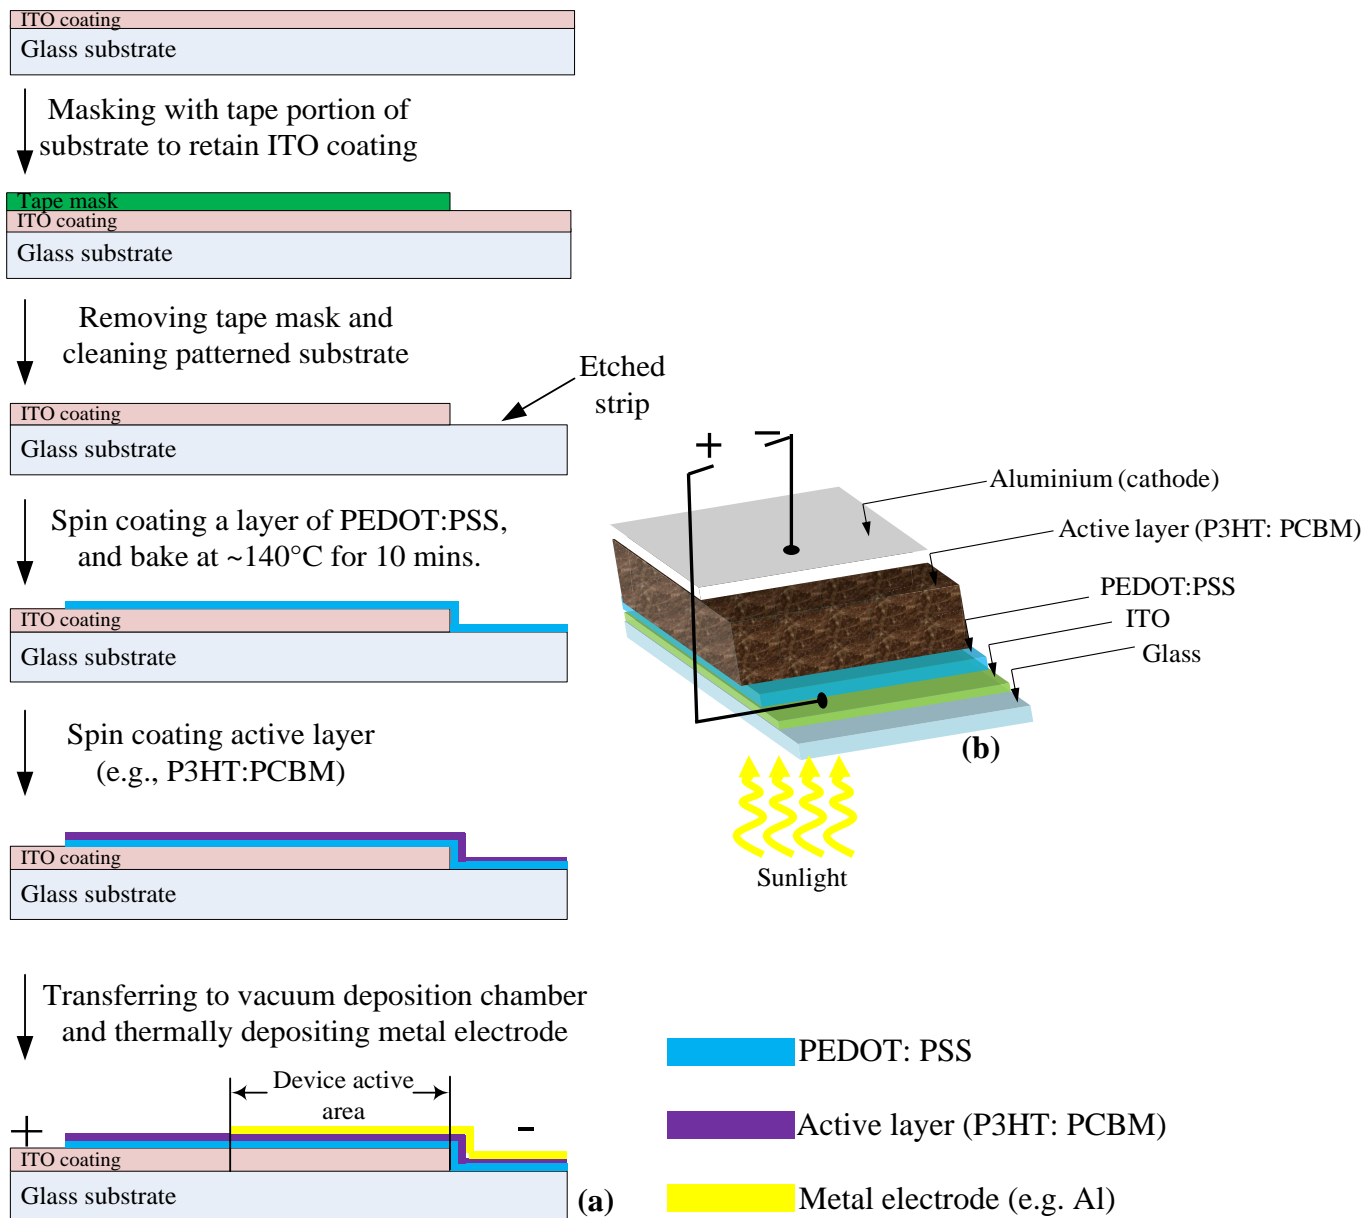 ITO coating
Glass substrate
Masking with tape portion of
substrate to retain ITO coating
Tape mask
ITO coating
Glass substrate
Removing tape mask and
cleaning patterned substrate
Etched
strip
ITO coating
Glass substrate
Spin coating a layer of PEDOT:PSS,
and bake at ~140°C for 10 mins.
ITO coating
Glass substrate
Spin coating active layer
(e.g., P3HT:PCBM)
ITO coating
Glass substrate
Transferring to vacuum deposition chamber
and thermally depositing metal electrode
Device active
area
+
-
ITO coating
Glass substrate
(a)
+
−
Aluminium (cathode)
Active layer (P3HT: PCBM)
PEDOT:PSS
ITO
Glass
(b)
Sunlight
PEDOT: PSS
Active layer (P3HT: PCBM)
Metal electrode (e.g. Al)